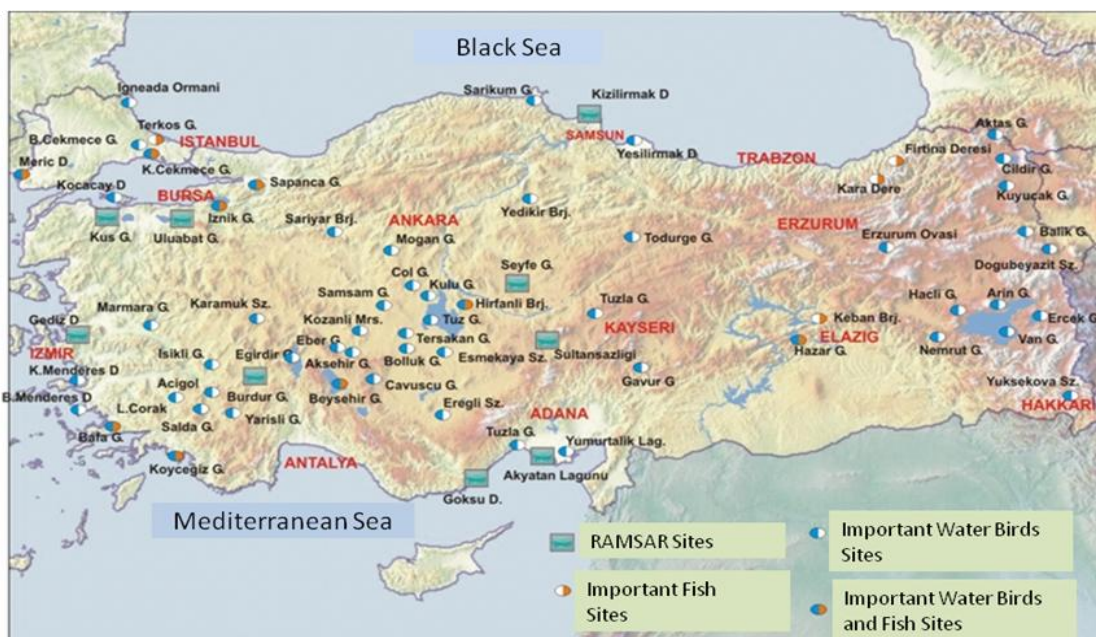 Black Sea
Igneada Ormani
Sarikum G.
Kizilirmak D
Terkos G.
B.Cekmece G.
ISTANBUL
SAMSUN
Aktas G.
Meric D
K.Cekmece G.
Yesilirmak D
TRABZON
Firtina Deresi
Cildir G.
Kocacay D
BURSA
Sapanca G.
Kara Dere
Kuyucak G.
Iznik G.
Kus G.
Uluabat G.
Sariyar Brj.
ANKARA
Yedikir Brj.
ERZURUM
Mogan G.
Todurge G.
Erzurum Ovasi
Balik G.
Dogubeyazit Sz.
Col G.
Seyfe G.
Kulu G.
Marmara G.
Karamuk Sz.
Samsam G.
Hirfanli Brj.
Tuzla G.
Hacli G.
Arin G.
Gediz D
Kozanli Mrs.
Tuz G.
KAYSERI
Keban Brj.
Ercek G.
IZMIR
Isikli G.
Egirdir G
Eber G.
Tersakan G.
ELAZIG
Aksehir G.
Bolluk G.
Esmekaya Sz.
Sultansazligi
Hazar G.
Nemrut G.
Van G.
K.Menderes D
Acigol
Burdur G.
Beysehir G.
Cavuscu G.
Gavur G
Yuksekova Sz.
B.Menderes D
L.Corak
Salda G.
Yarisli G.
Eregli Sz.
ADANA
HAKKARI
Bafa G.
Tuzla G.
Yumurtalik Lag.
Koycegiz G.
ANTALYA
Akyatan Lagunu
Goksu D.
Mediterranean Sea
RAMSAR Sites
Important Water Birds
Sites
Important Fish
Sites
Important Water Birds
and Fish Sites